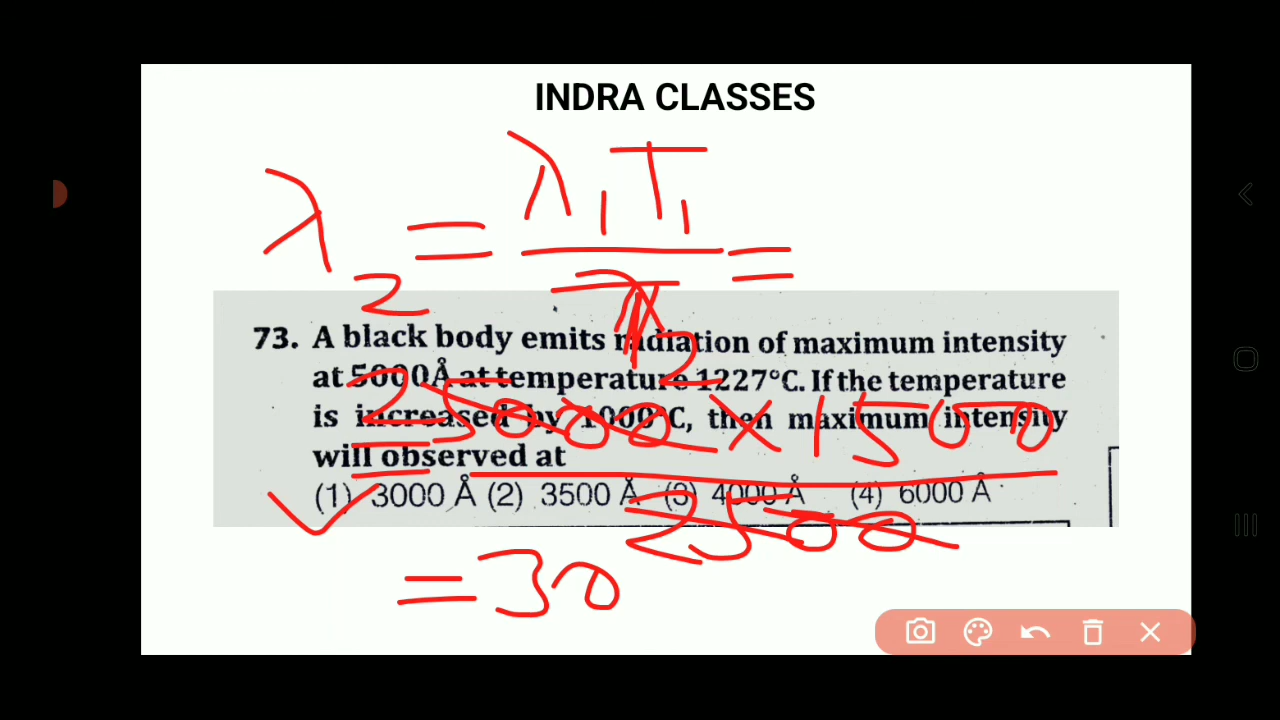 INDRA CLASSES
λ₂ = λ₁T₁ / T₂ =
73. A black body emits radiation of maximum intensity
at 5000Å at temperature 1227°C. If the temperature
is increased by 1000°C, then maximum intensity
will observed at
(1) 3000 Å (2) 3500 Å (3) 4000 Å (4) 6000 Å
= 5000 × 1500
2500
= 30